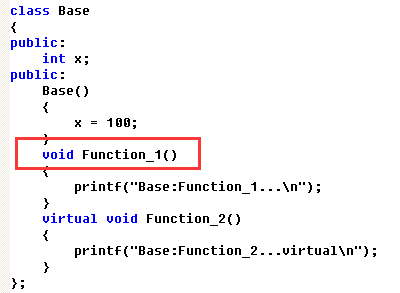 class Base
{
public:
    int x;
public:
    Base()
    {
        x = 100;
    }
    void Function_1()
    {
        printf("Base:Function_1...\n");
    }
    virtual void Function_2()
    {
        printf("Base:Function_2...virtual\n");
    }
};